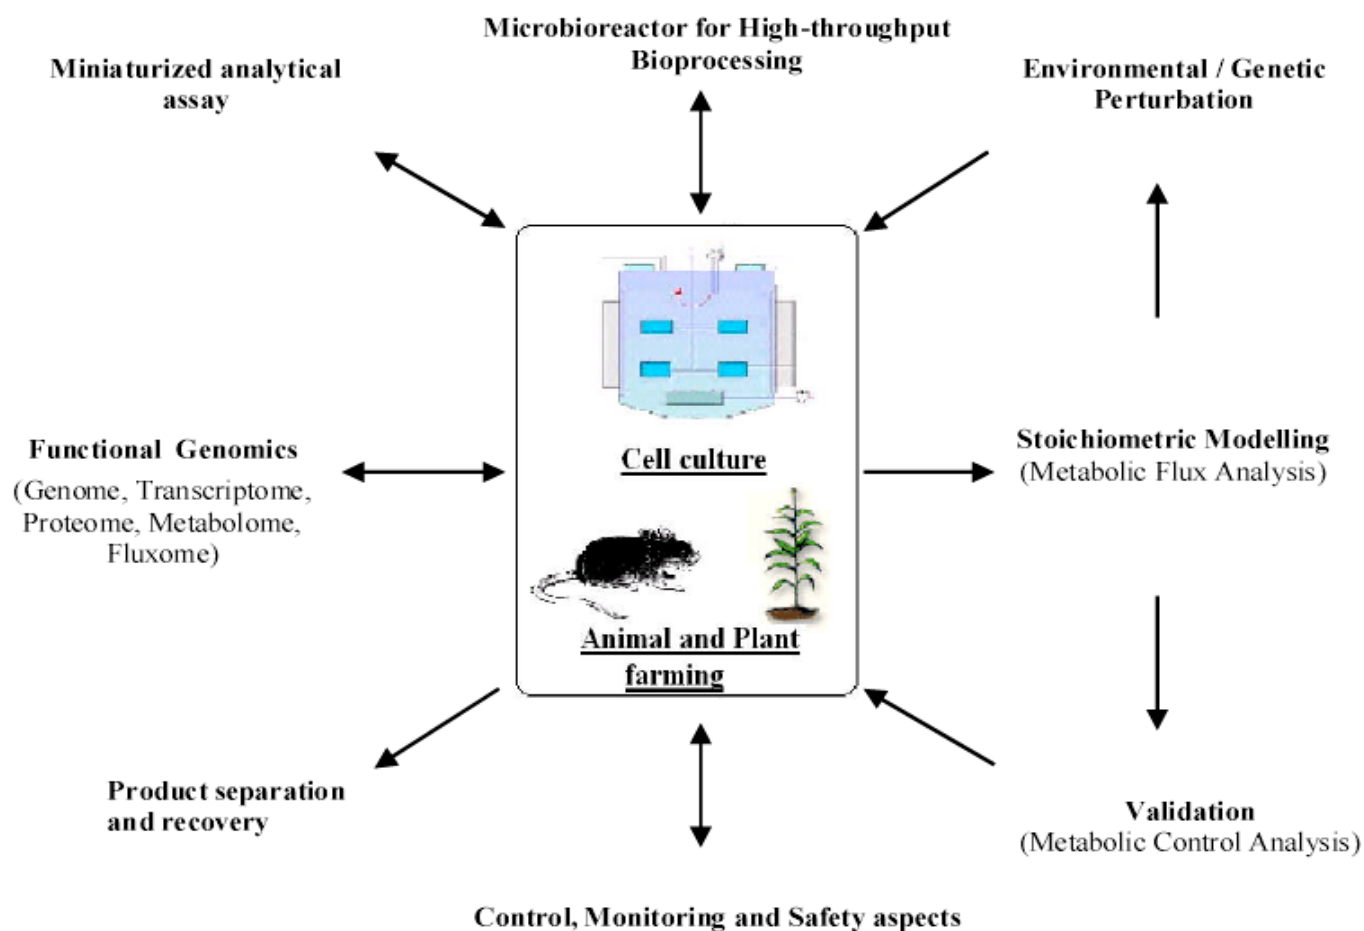 Microbioreactor for High-throughput
Bioprocessing
Miniaturized analytical
assay
Environmental / Genetic
Perturbation
Functional Genomics
(Genome, Transcriptome,
Proteome, Metabolome,
Fluxome)
Cell culture
Stoichiometric Modelling
(Metabolic Flux Analysis)
Animal and Plant
farming
Product separation
and recovery
Validation
(Metabolic Control Analysis)
Control, Monitoring and Safety aspects